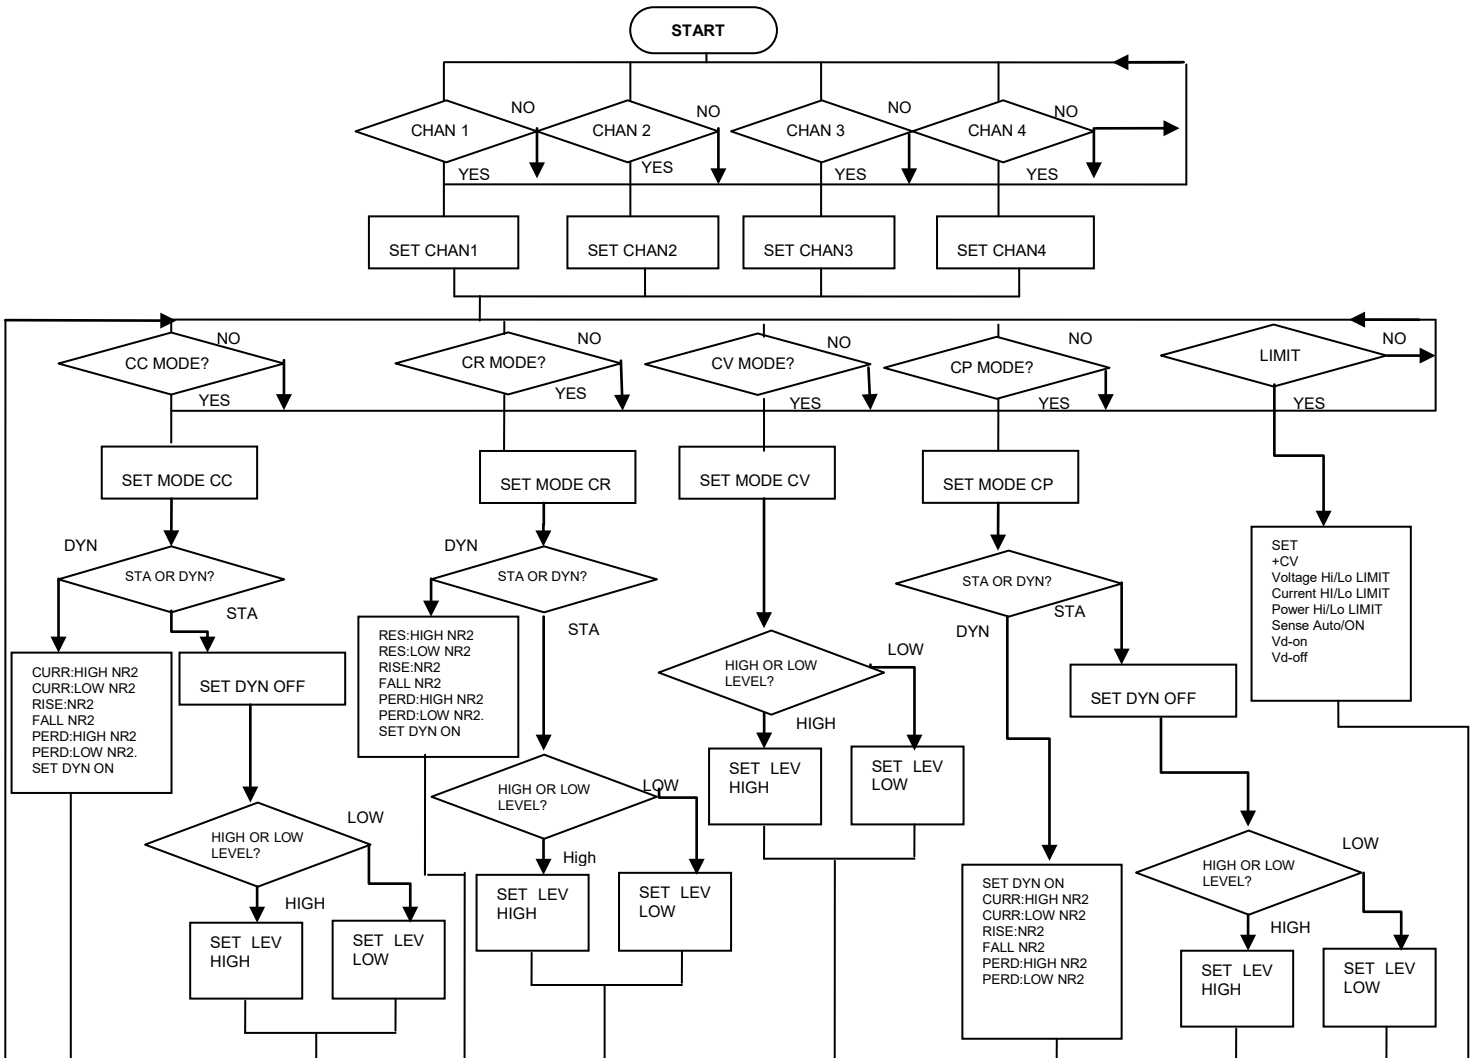 START
NO
NO
NO
NO
CHAN 1
CHAN 2
CHAN 3
CHAN 4
YES
YES
YES
YES
SET CHAN1
SET CHAN2
SET CHAN3
SET CHAN4
NO
NO
NO
NO
NO
CC MODE?
CR MODE?
CV MODE?
CP MODE?
LIMIT
YES
YES
YES
YES
YES
SET MODE CC
SET MODE CR
SET MODE CV
SET MODE CP
DYN
STA OR DYN?
STA
DYN
STA OR DYN?
STA
STA OR DYN?
STA
DYN
SET
+CV
Voltage Hi/Lo LIMIT
Current HI/Lo LIMIT
Power Hi/Lo LIMIT
Sense Auto/ON
Vd-on
Vd-off
CURR:HIGH NR2
CURR:LOW NR2
RISE:NR2
FALL NR2
PERD:HIGH NR2
PERD:LOW NR2.
SET DYN ON
SET DYN OFF
RES:HIGH NR2
RES:LOW NR2
RISE:NR2
FALL NR2
PERD:HIGH NR2
PERD:LOW NR2.
SET DYN ON
HIGH OR LOW
LEVEL?
LOW
HIGH
SET LEV
HIGH
SET LEV
LOW
SET DYN OFF
HIGH OR LOW
LEVEL?
LOW
HIGH
SET LEV
HIGH
SET LEV
LOW
HIGH OR LOW
LEVEL?
LOW
High
SET LEV
HIGH
SET LEV
LOW
SET DYN ON
CURR:HIGH NR2
CURR:LOW NR2
RISE:NR2
FALL NR2
PERD:HIGH NR2
PERD:LOW NR2
HIGH OR LOW
LEVEL?
LOW
HIGH
SET LEV
HIGH
SET LEV
LOW